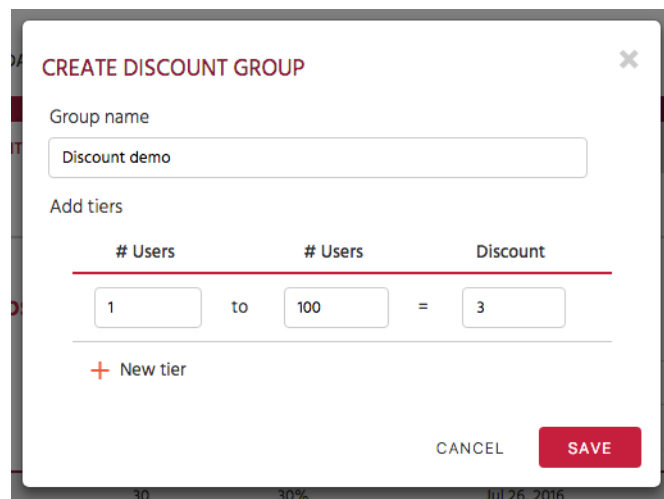 CREATE DISCOUNT GROUP
Group name
Discount demo
Add tiers
# Users # Users Discount
1 to 100 = 3
+ New tier
CANCEL SAVE
30 30% Jul 26, 2016